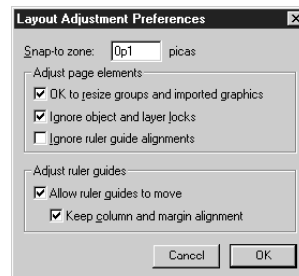 Layout Adjustment Preferences
Snap-to zone: 0p1 picas
Adjust page elements
OK to resize groups and imported graphics
Ignore object and layer locks
Ignore ruler guide alignments
Adjust ruler guides
Allow ruler guides to move
Keep column and margin alignment
Cancel OK